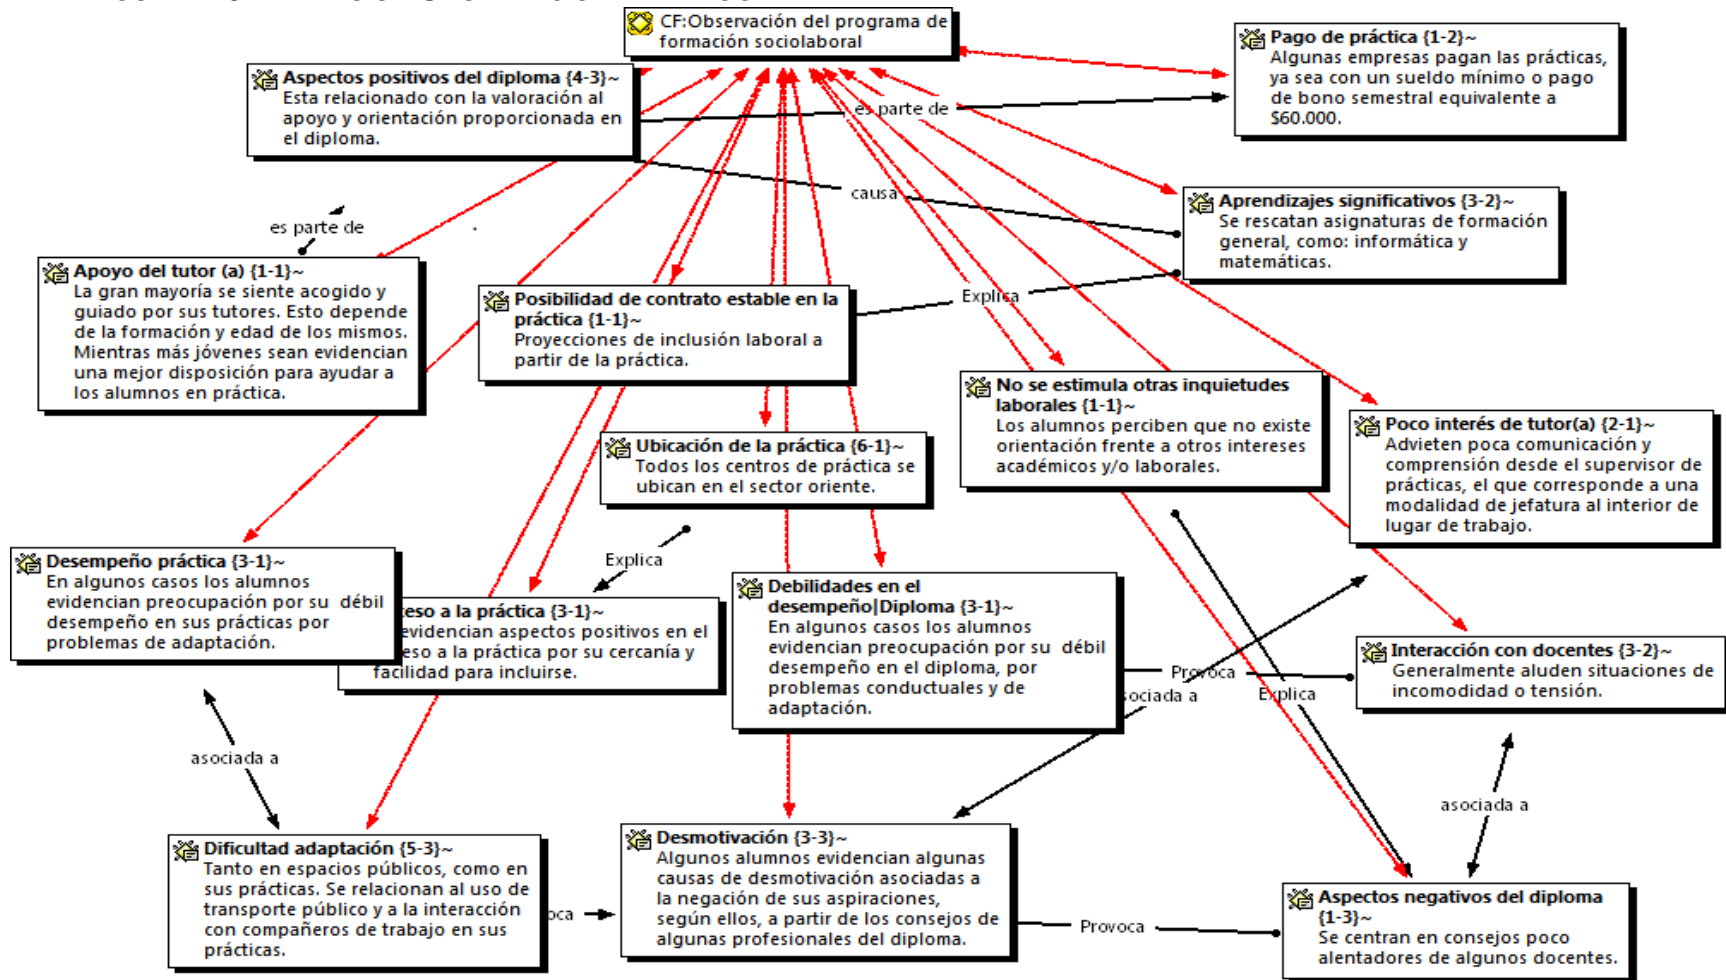 CF:Observación del programa de
formación sociolaboral
Pago de práctica {1-2}~
Algunas empresas pagan las prácticas,
ya sea con un sueldo mínimo o pago
de bono semestral equivalente a
$60.000.
Aspectos positivos del diploma {4-3}~
Esta relacionado con la valoración al
apoyo y orientación proporcionada en
el diploma.
es parte de
causa
Aprendizajes significativos {3-2}~
Se rescatan asignaturas de formación
general, como: informática y
matemáticas.
es parte de
Apoyo del tutor (a) {1-1}~
La gran mayoría se siente acogido y
guiado por sus tutores. Esto depende
de la formación y edad de los mismos.
Mientras más jóvenes sean evidencian
una mejor disposición para ayudar a
los alumnos en práctica.
Posibilidad de contrato estable en la
práctica {1-1}~
Proyecciones de inclusión laboral a
partir de la práctica.
Explica
No se estimula otras inquietudes
laborales {1-1}~
Los alumnos perciben que no existe
orientación frente a otros intereses
académicos y/o laborales.
Poco interés de tutor(a) {2-1}~
Advieten poca comunicación y
comprensión desde el supervisor de
prácticas, el que corresponde a una
modalidad de jefatura al interior de
lugar de trabajo.
Ubicación de la práctica {6-1}~
Todos los centros de práctica se
ubican en el sector oriente.
Explica
Desempeño práctica {3-1}~
En algunos casos los alumnos
evidencian preocupación por su débil
desempeño en sus prácticas por
problemas de adaptación.
eso a la práctica {3-1}~
evidencian aspectos positivos en el
eso a la práctica por su cercanía y
facilidad para incluirse.
Debilidades en el
desempeño|Diploma {3-1}~
En algunos casos los alumnos
evidencian preocupación por su débil
desempeño en el diploma, por
problemas conductuales y de
adaptación.
Provoca
sociada a
Explica
Interacción con docentes {3-2}~
Generalmente aluden situaciones de
incomodidad o tensión.
asociada a
asociada a
Dificultad adaptación {5-3}~
Tanto en espacios públicos, como en
sus prácticas. Se relacionan al uso de
transporte público y a la interacción
con compañeros de trabajo en sus
prácticas.
oca
Desmotivación {3-3}~
Algunos alumnos evidencian algunas
causas de desmotivación asociadas a
la negación de sus aspiraciones,
según ellos, a partir de los consejos de
algunas profesionales del diploma.
Provoca
Aspectos negativos del diploma
{1-3}~
Se centran en consejos poco
alentadores de algunos docentes.